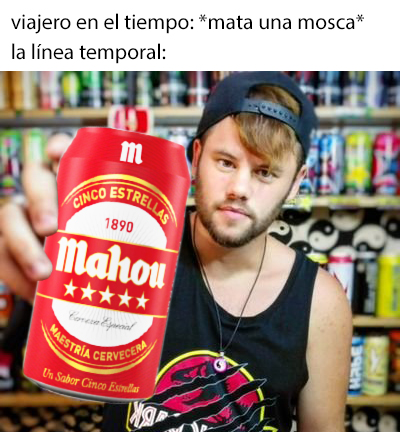 viajero en el tiempo: *mata una mosca*
la línea temporal:
m
CINCO ESTRELLAS
1890
Mahou
Cerveza Especial
MAESTRÍA CERVECERA
Un Sabor Cinco Estrellas
RK